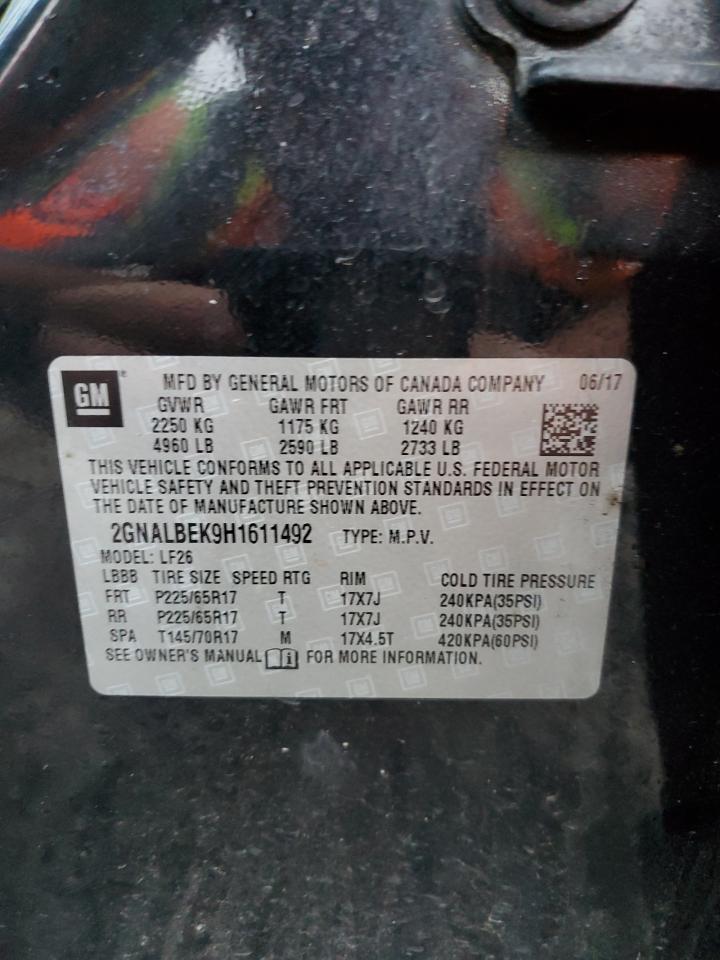 GM
MFD BY GENERAL MOTORS OF CANADA COMPANY 06/17
GVWR GAWR FRT GAWR RR
2250 KG 1175 KG 1240 KG
4960 LB 2590 LB 2733 LB
THIS VEHICLE CONFORMS TO ALL APPLICABLE U.S. FEDERAL MOTOR
VEHICLE SAFETY AND THEFT PREVENTION STANDARDS IN EFFECT ON
THE DATE OF MANUFACTURE SHOWN ABOVE.
2GNALBEK9H1611492 TYPE: M.P.V.
MODEL: LF26
LBBB TIRE SIZE SPEED RTG RIM COLD TIRE PRESSURE
FRT P225/65R17 T 17X7J 240KPA(35PSI)
RR P225/65R17 T 17X7J 240KPA(35PSI)
SPA T145/70R17 M 17X4.5T 420KPA(60PSI)
SEE OWNER'S MANUAL FOR MORE INFORMATION.